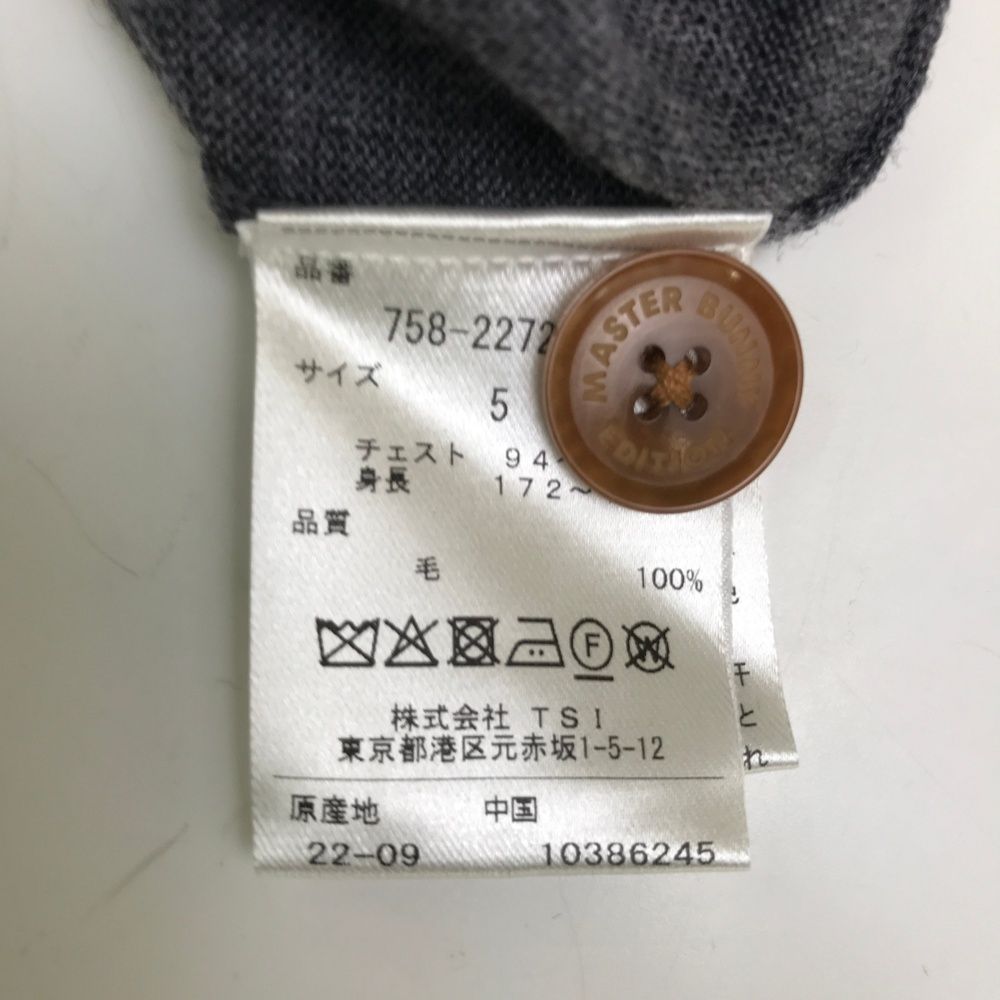 品番
758-2272
サイズ
5
チェスト 94
身長 172~
品質
毛 100%
F
W
株式会社 TSI
東京都港区元赤坂1-5-12
原産地 中国
22-09 10386245
MASTER BUNNY
EDITION
と
れ